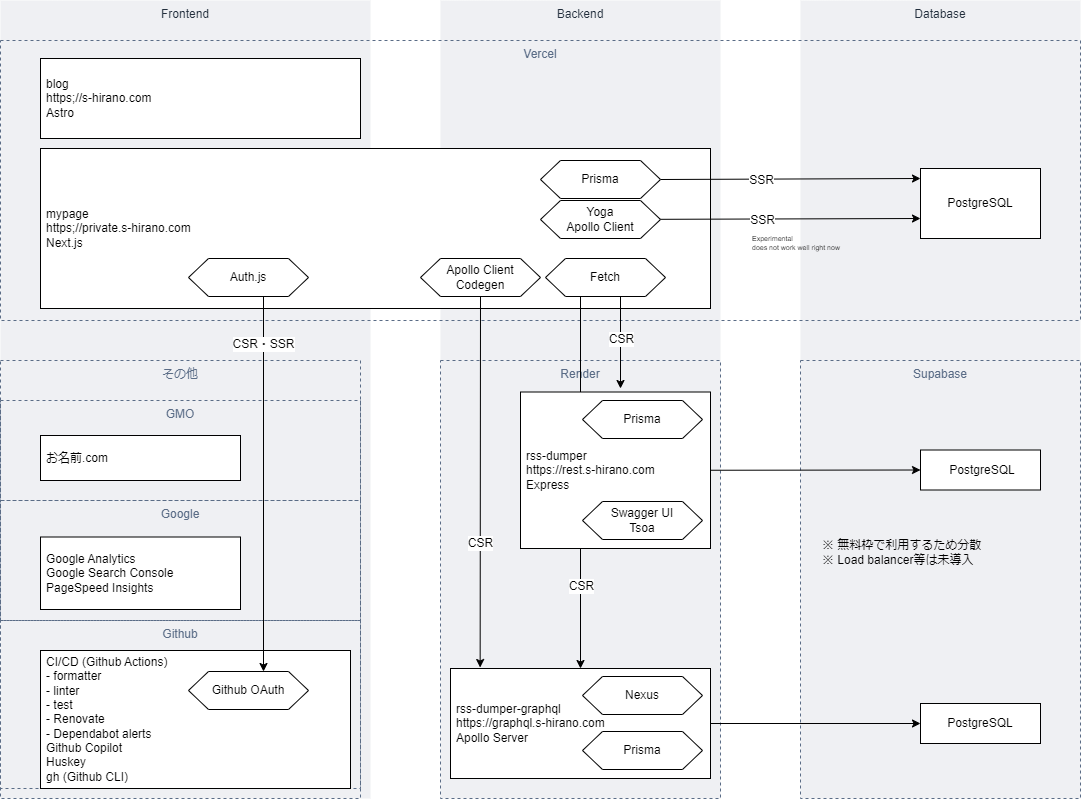 Frontend
Backend
Database
Vercel
blog
https;//s-hirano.com
Astro
mypage
https;//private.s-hirano.com
Next.js
Prisma
Yoga
Apollo Client
Auth.js
Apollo Client
Codegen
Fetch
SSR
SSR
Experimental
does not work well right now
PostgreSQL
CSR・SSR
CSR
その他
GMO
お名前.com
Google
Google Analytics
Google Search Console
PageSpeed Insights
Github
CI/CD (Github Actions)
- formatter
- linter
- test
- Renovate
- Dependabot alerts
Github Copilot
Huskey
gh (Github CLI)
Github OAuth
Render
Prisma
rss-dumper
https://rest.s-hirano.com
Express
Swagger UI
Tsoa
CSR
CSR
Nexus
rss-dumper-graphql
https://graphql.s-hirano.com
Apollo Server
Prisma
Supabase
PostgreSQL
※ 無料枠で利用するため分散
※ Load balancer等は未導入
PostgreSQL